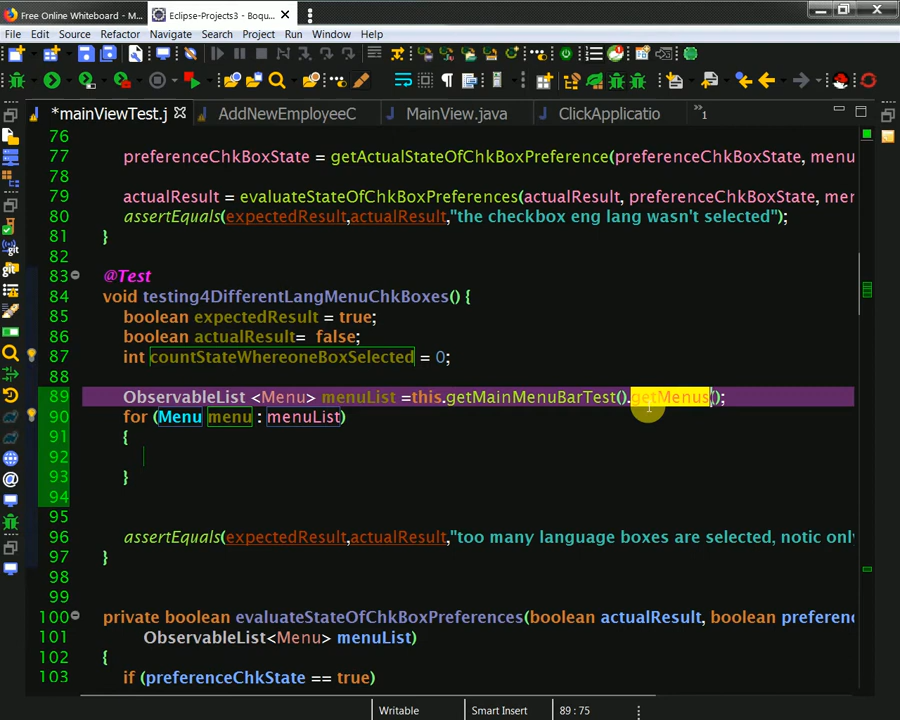 Free Online Whiteboard - M...
Eclipse-Projects3 - Boqu...
File Edit Source Refactor Navigate Search Project Run Window Help
*mainViewTest.j
AddNewEmployeeC
MainView.java
ClickApplicatio
»1
76
77 preferenceChkBoxState = getActualStateOfChkBoxPreference(preferenceChkBoxState, menu
78
79 actualResult = evaluateStateOfChkBoxPreferences(actualResult, preferenceChkBoxState, mer
80 assertEquals(expectedResult,actualResult,"the checkbox eng lang wasn't selected");
81 }
82
83 @Test
84 void testing4DifferentLangMenuChkBoxes() {
85 boolean expectedResult = true;
86 boolean actualResult= false;
87 int countStateWhereoneBoxSelected = 0;
88
89 ObservableList <Menu> menuList =this.getMainMenuBarTest().getMenus();
90 for (Menu menu : menuList)
91 {
92
93 }
94
95
96 assertEquals(expectedResult,actualResult,"too many language boxes are selected, notic only
97 }
98
99
100 private boolean evaluateStateOfChkBoxPreferences(boolean actualResult, boolean preference
101 ObservableList<Menu> menuList)
102 {
103 if (preferenceChkState == true)
Writable Smart Insert 89 : 75